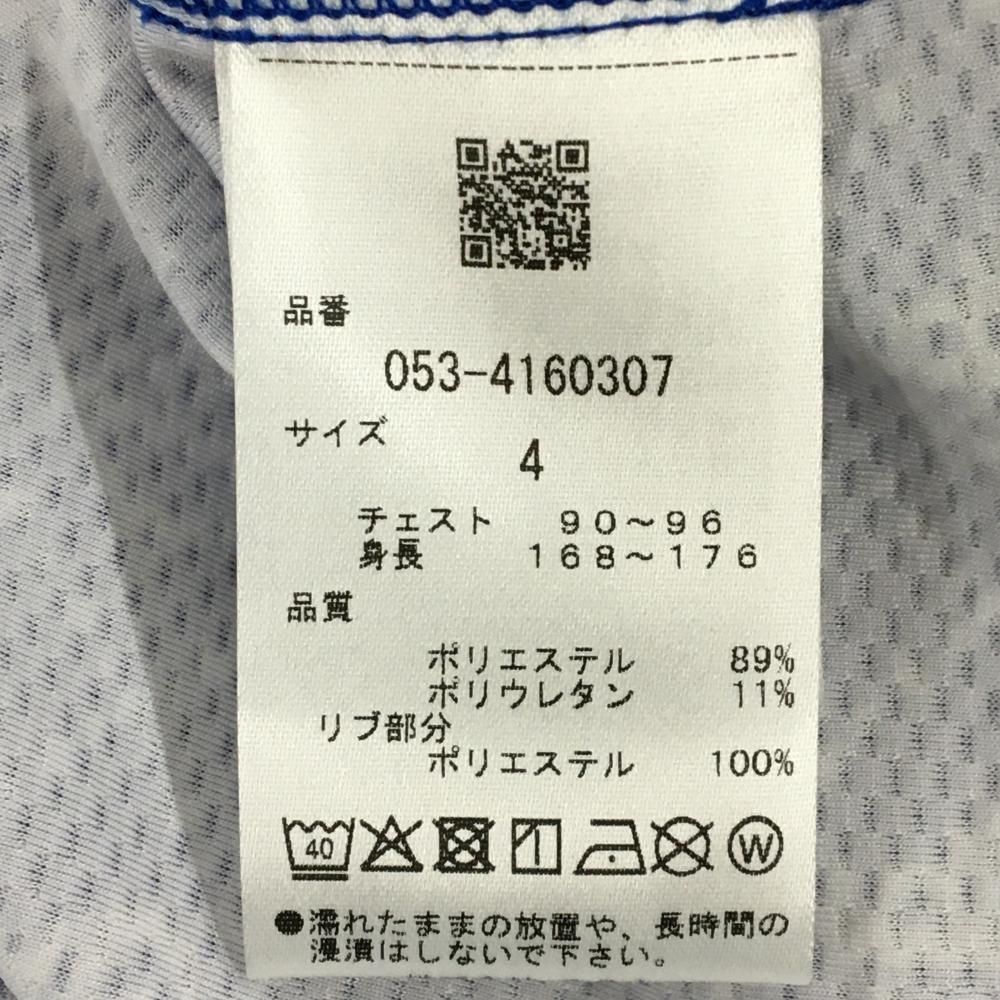 品番
053-4160307
サイズ
4
チェスト 90～96
身長 168～176
品質
ポリエステル 89%
ポリウレタン 11%
リブ部分
ポリエステル 100%
40 W
●濡れたままの放置や、長時間の
浸漬はしないで下さい。